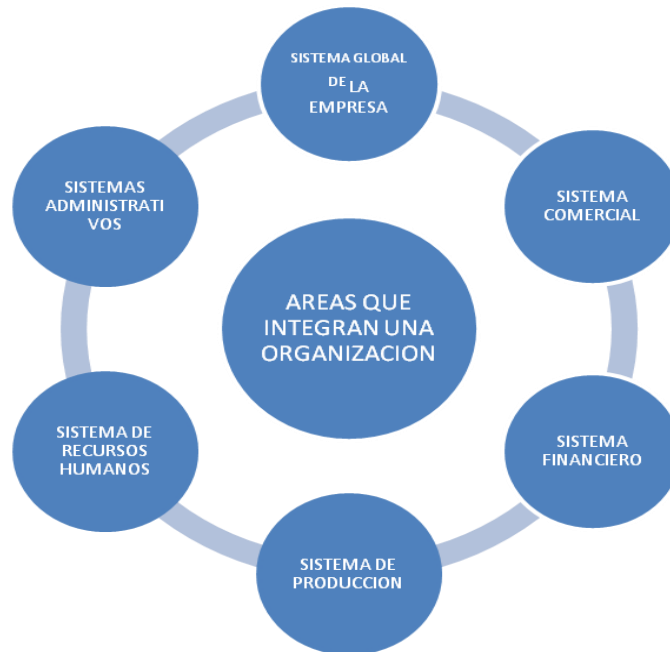 SISTEMA GLOBAL
DE LA
EMPRESA
SISTEMA
COMERCIAL
SISTEMA
FINANCIERO
SISTEMA DE
PRODUCCION
SISTEMA DE
RECURSOS
HUMANOS
SISTEMAS
ADMINISTRATI
VOS
AREAS QUE
INTEGRAN UNA
ORGANIZACION